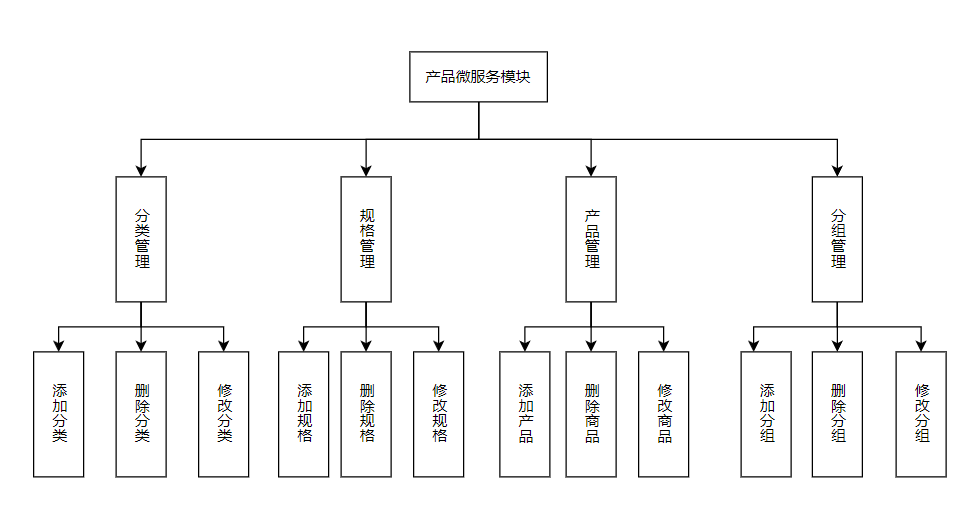 产品微服务模块
分类管理
规格管理
产品管理
分组管理
添加分类
删除分类
修改分类
添加规格
删除规格
修改规格
添加产品
删除商品
修改商品
添加分组
删除分组
修改分组